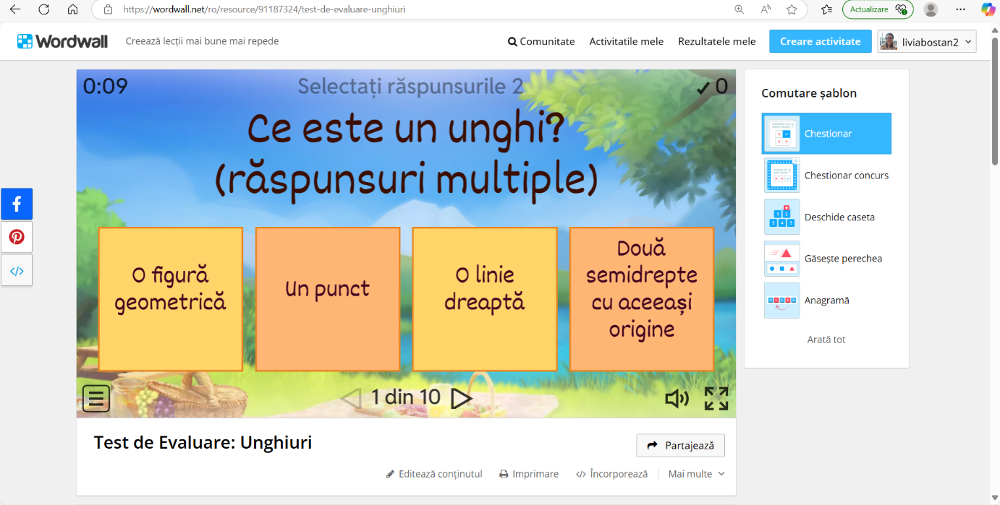 https://wordwall.net/ro/resource/91187324/test-de-evaluare-unghiuri
Actualizare
Wordwall
Creează lecții mai bune mai repede
Comunitate
Activitatile mele
Rezultatele mele
Creare activitate
liviabostan2
0:09
Selectați răspunsurile 2
0
Ce este un unghi?
(răspunsuri multiple)
O figură
geometrică
Un punct
O linie
dreaptă
Două
semidrepte
cu aceeași
origine
1 din 10
Comutare șablon
Chestionar
Chestionar concurs
Deschide caseta
Găsește perechea
Anagramă
Arată tot
Test de Evaluare: Unghiuri
Partajează
Editează conținutul
Imprimare
Încorporează
Mai multe